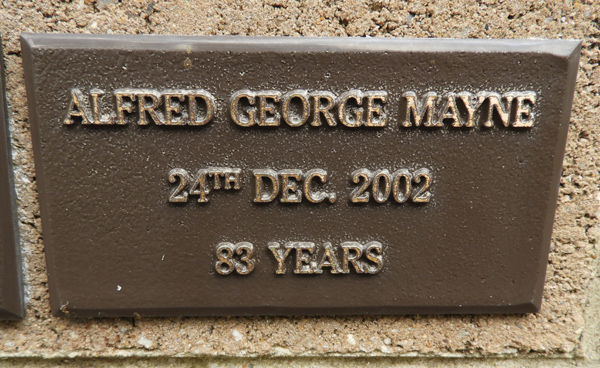 ALFRED GEORGE MAYNE
24TH DEC. 2002
83 YEARS